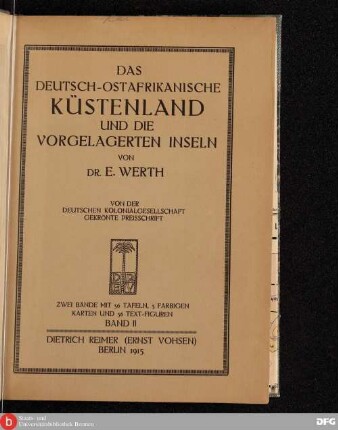 DAS
DEUTSCH-OSTAFRIKANISCHE
KÜSTENLAND
UND DIE
VORGELAGERTEN INSELN
VON
DR. E. WERTH
VON DER
DEUTSCHEN KOLONIALGESELLSCHAFT
GEKRÖNTE PREISSCHRIFT
ZWEI BÄNDE MIT 36 TAFELN, 5 FARBIGEN
KARTEN UND 58 TEXT-FIGUREN
BAND II
DIETRICH REIMER (ERNST VOHSEN)
BERLIN 1915
b Staats- und
Universitätsbibliothek Bremen
DFG